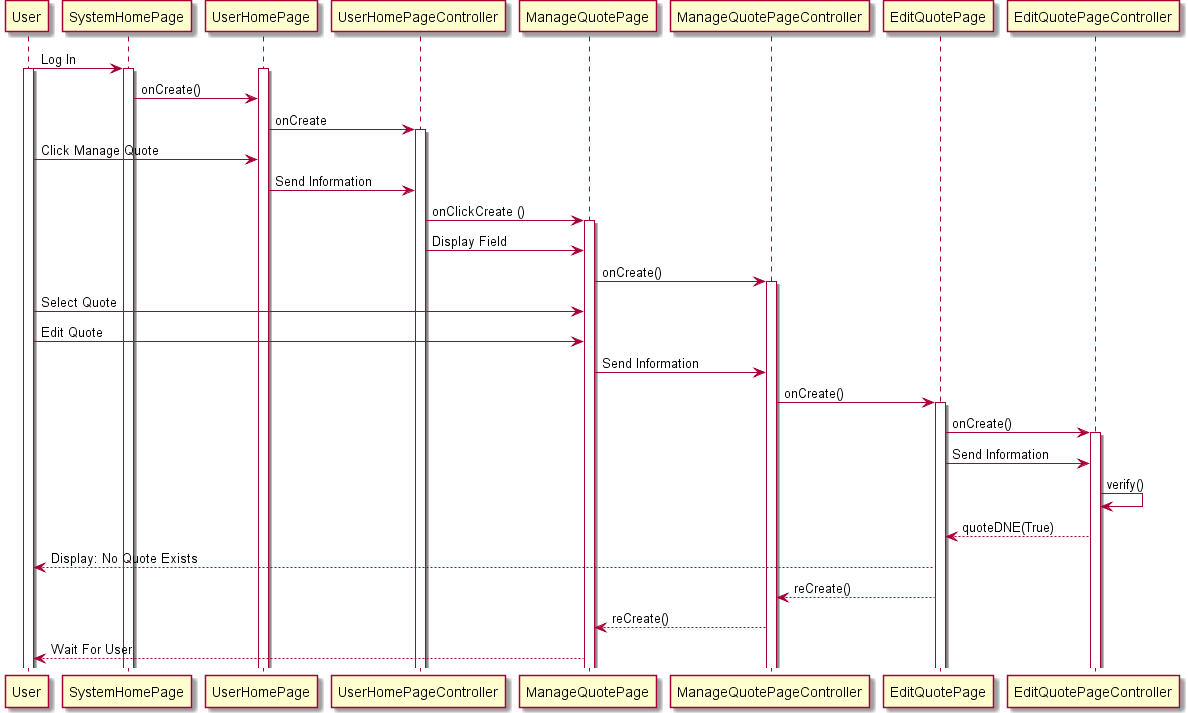 User SystemHomePage UserHomePage UserHomePageController ManageQuotePage ManageQuotePageController EditQuotePage EditQuotePageController
Log In
onCreate()
onCreate
Click Manage Quote
Send Information
onClickCreate ()
Display Field
onCreate()
Select Quote
Edit Quote
Send Information
onCreate()
onCreate()
Send Information
verify()
quoteDNE(True)
Display: No Quote Exists
reCreate()
reCreate()
Wait For User
User SystemHomePage UserHomePage UserHomePageController ManageQuotePage ManageQuotePageController EditQuotePage EditQuotePageController